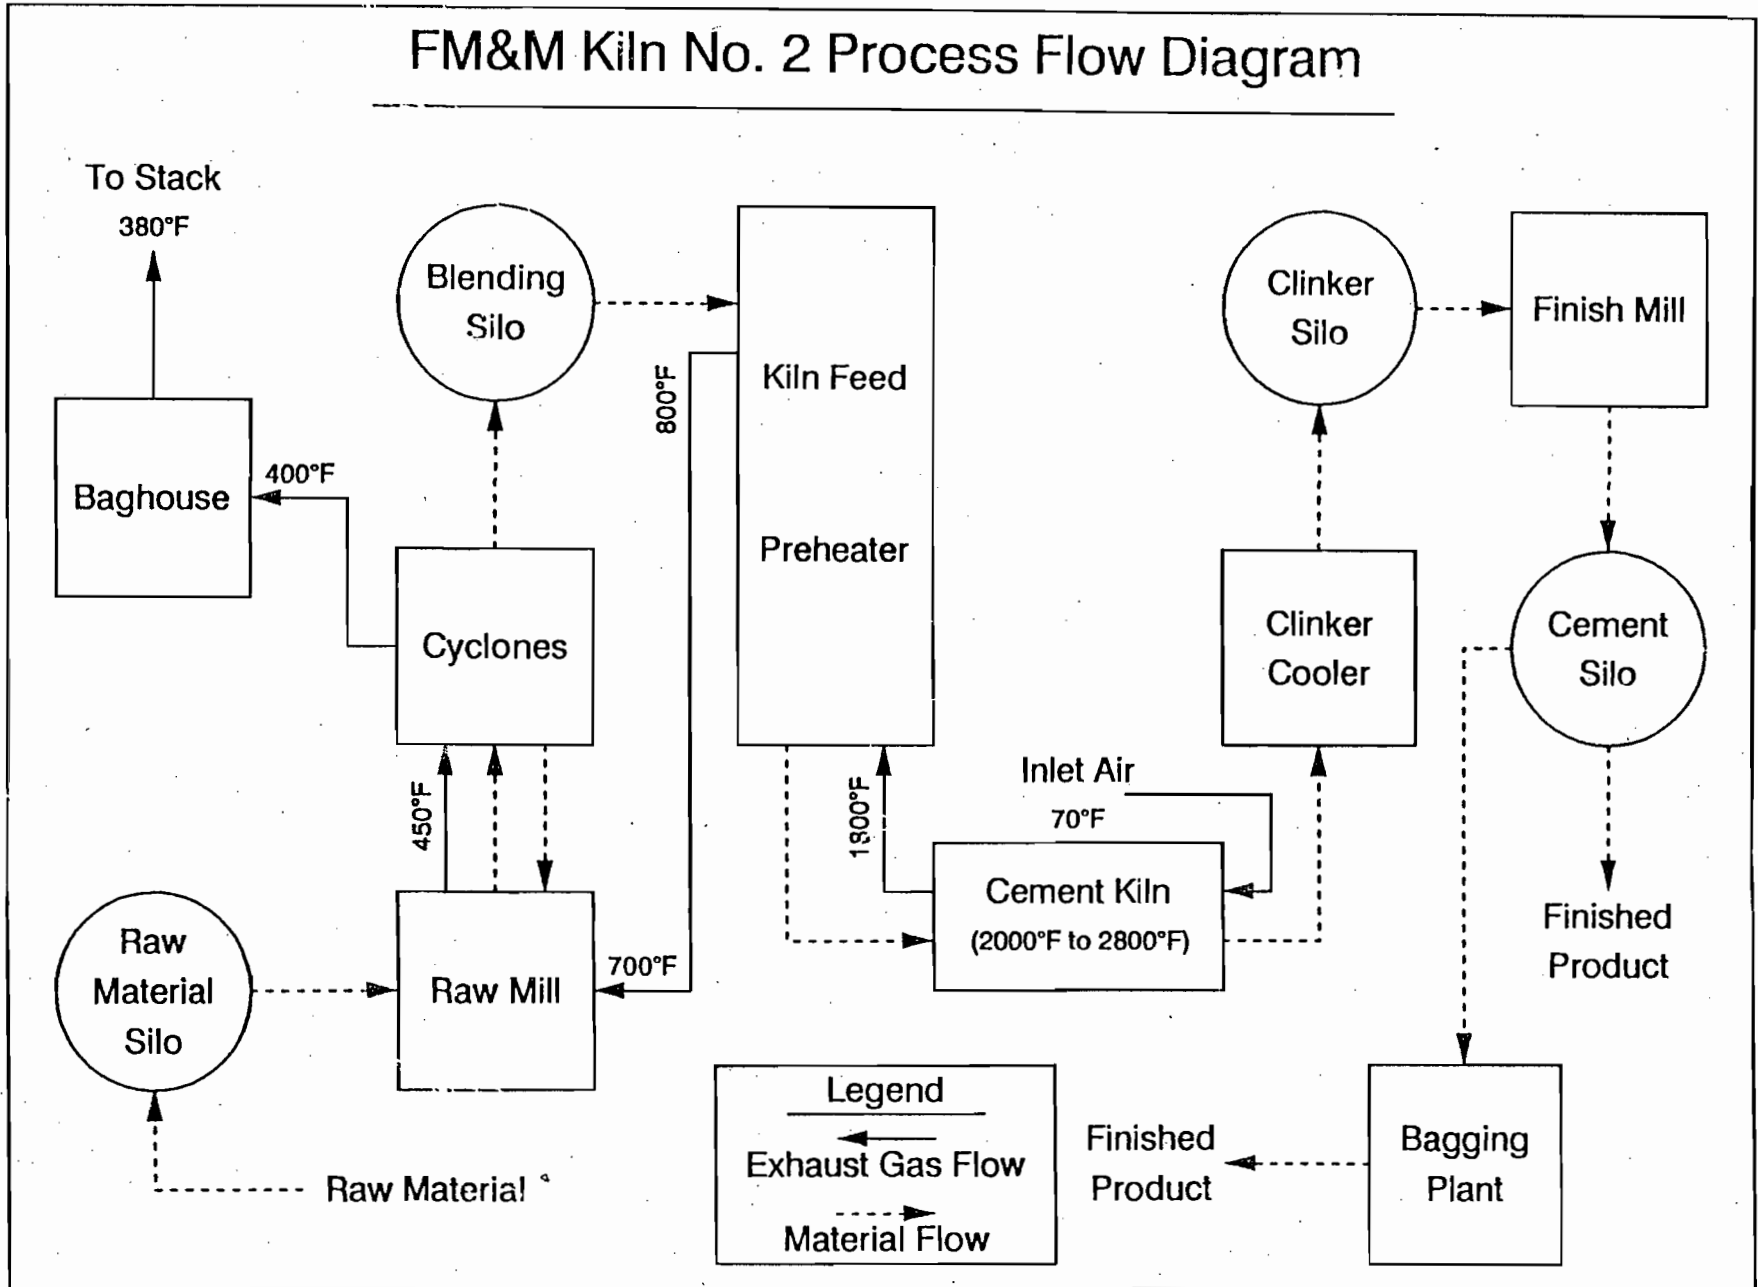 FM&M Kiln No. 2 Process Flow Diagram
To Stack
380°F
Blending
Silo
Clinker
Silo
Finish Mill
800°F
Kiln Feed
Preheater
400°F
Baghouse
Cyclones
Clinker
Cooler
Cement
Silo
450°F
1800°F
Inlet Air
70°F
Cement Kiln
(2000°F to 2800°F)
Finished
Product
Raw
Material
Silo
Raw Mill
700°F
Legend
Exhaust Gas Flow
Material Flow
Finished
Product
Bagging
Plant
Raw Material